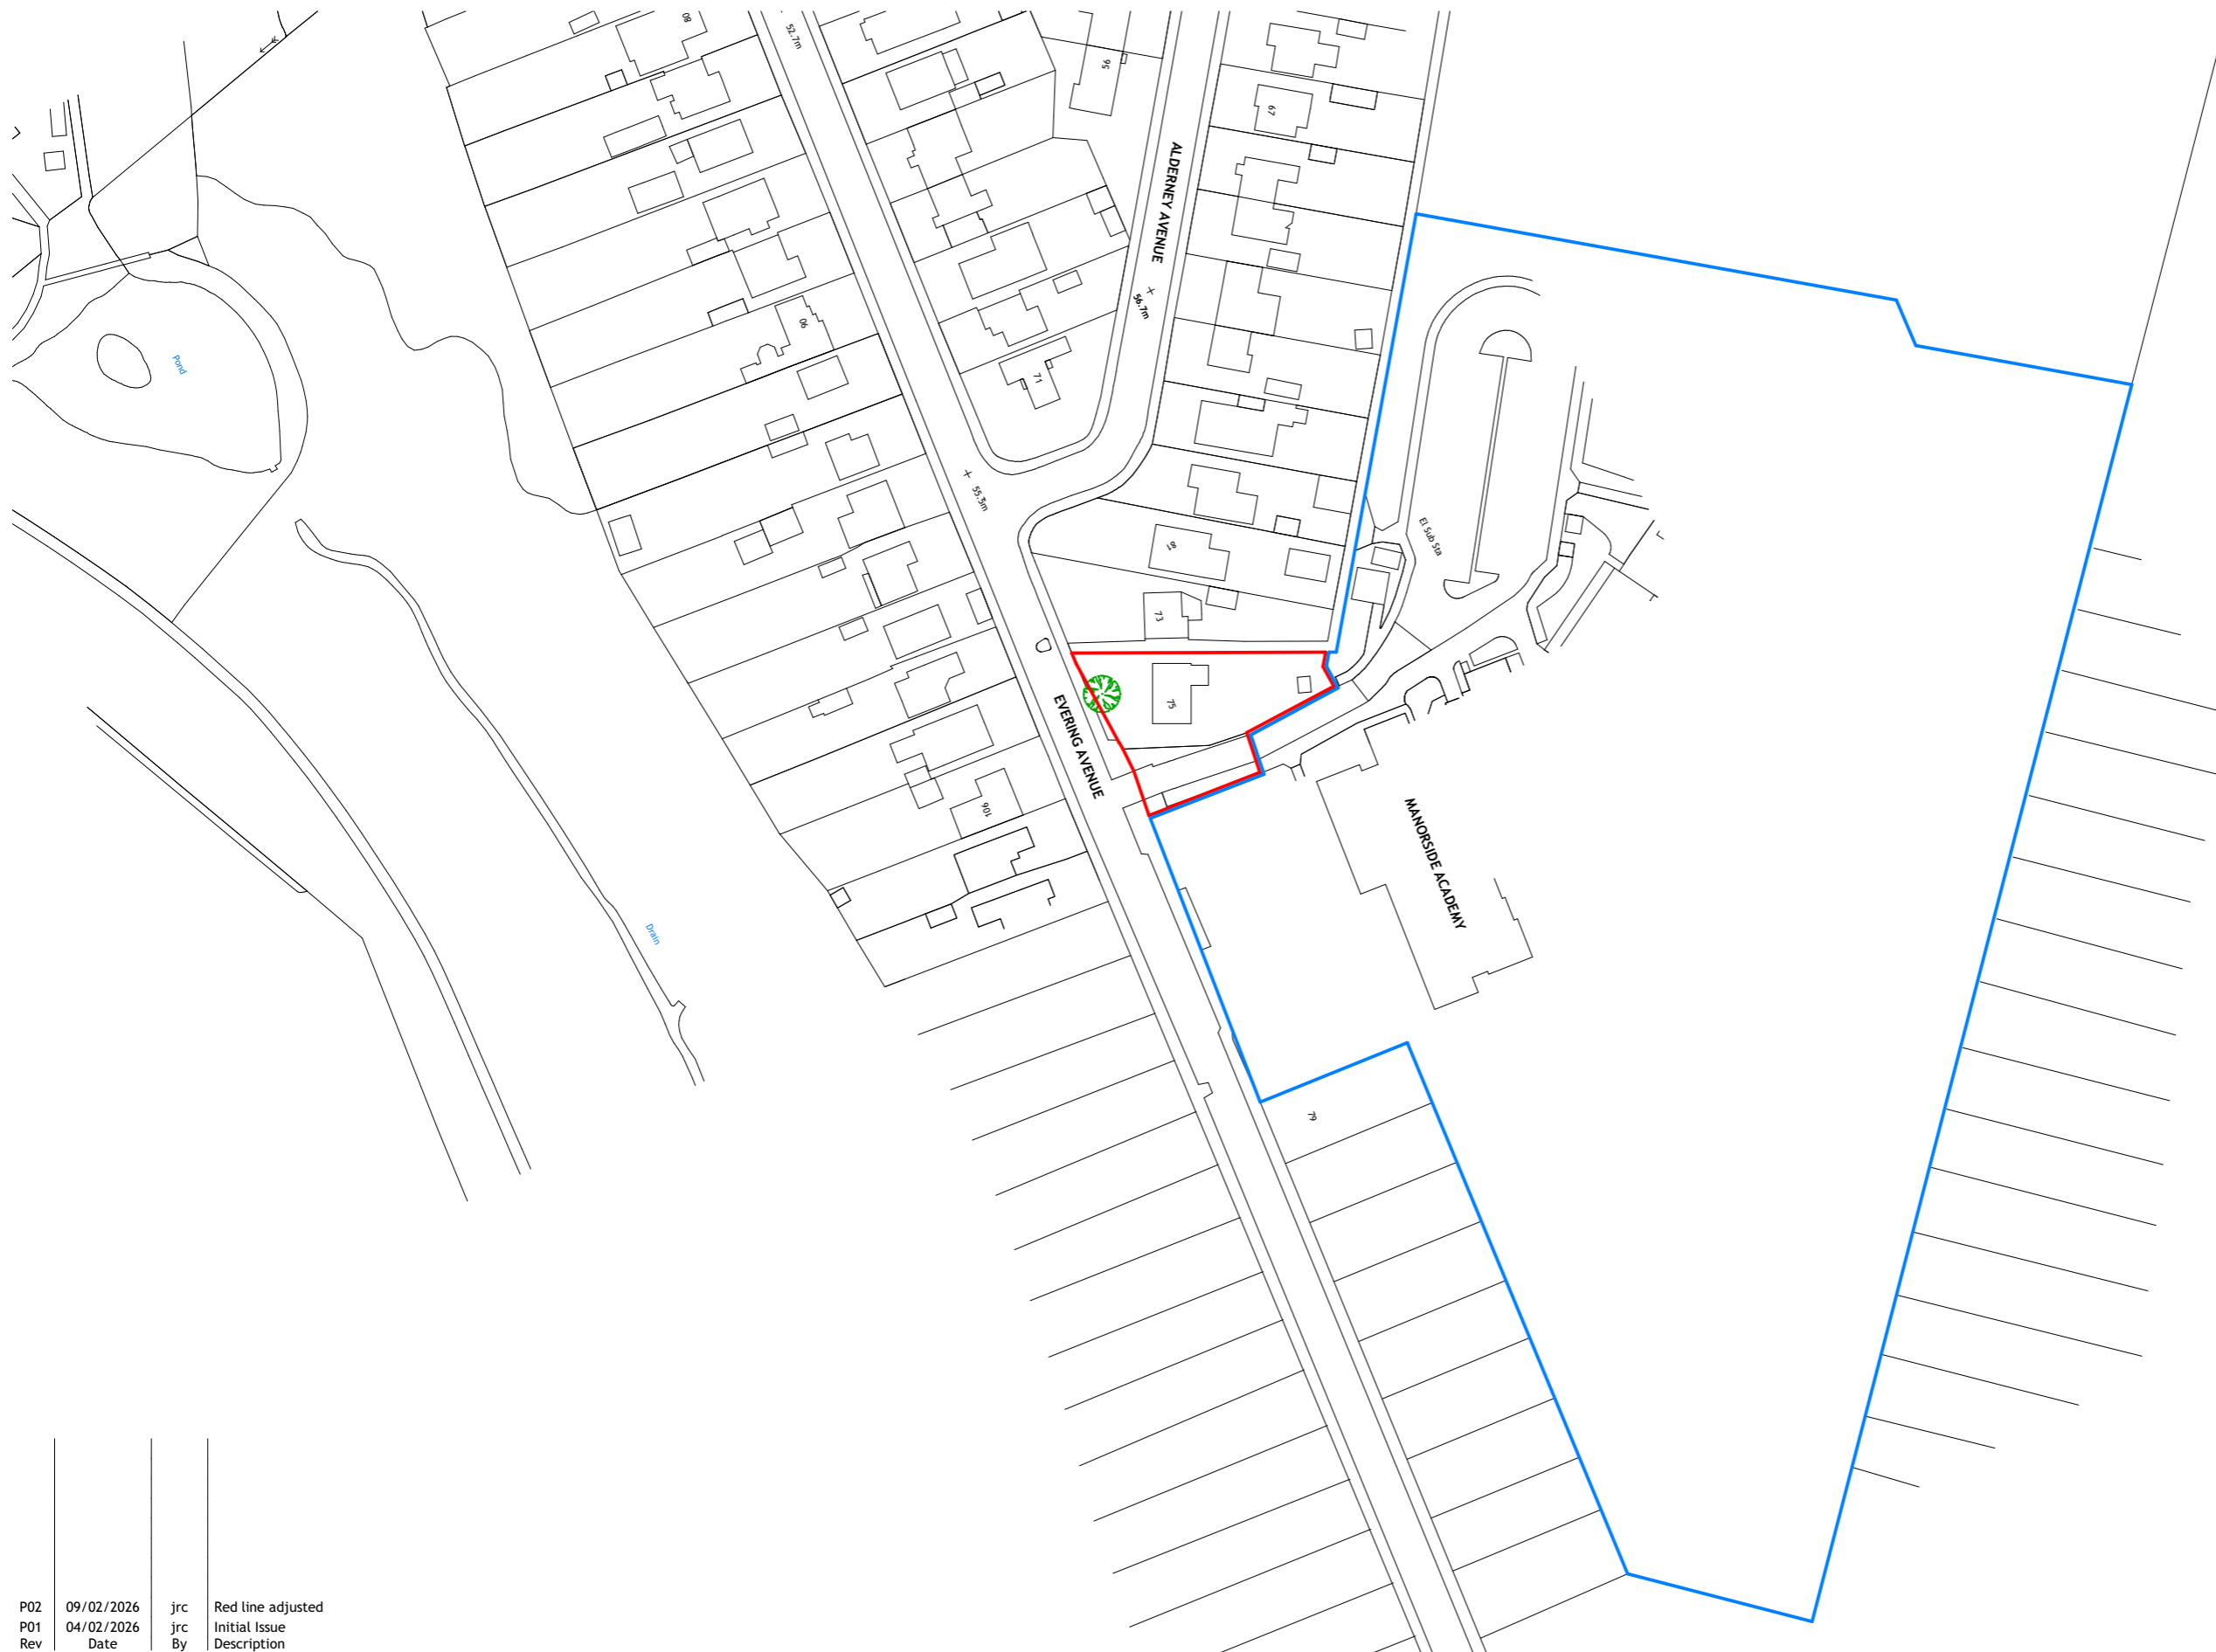 80
52.7m
95
67
ALDERNEY AVENUE
56.7m
90
Pond
71
55.3m
El Sub Sta
81
73
75
EVERING AVENUE
106
MANORSIDE ACADEMY
Drain
79
P02 09/02/2026 jrc Red line adjusted
P01 04/02/2026 jrc Initial Issue
Rev Date By Description